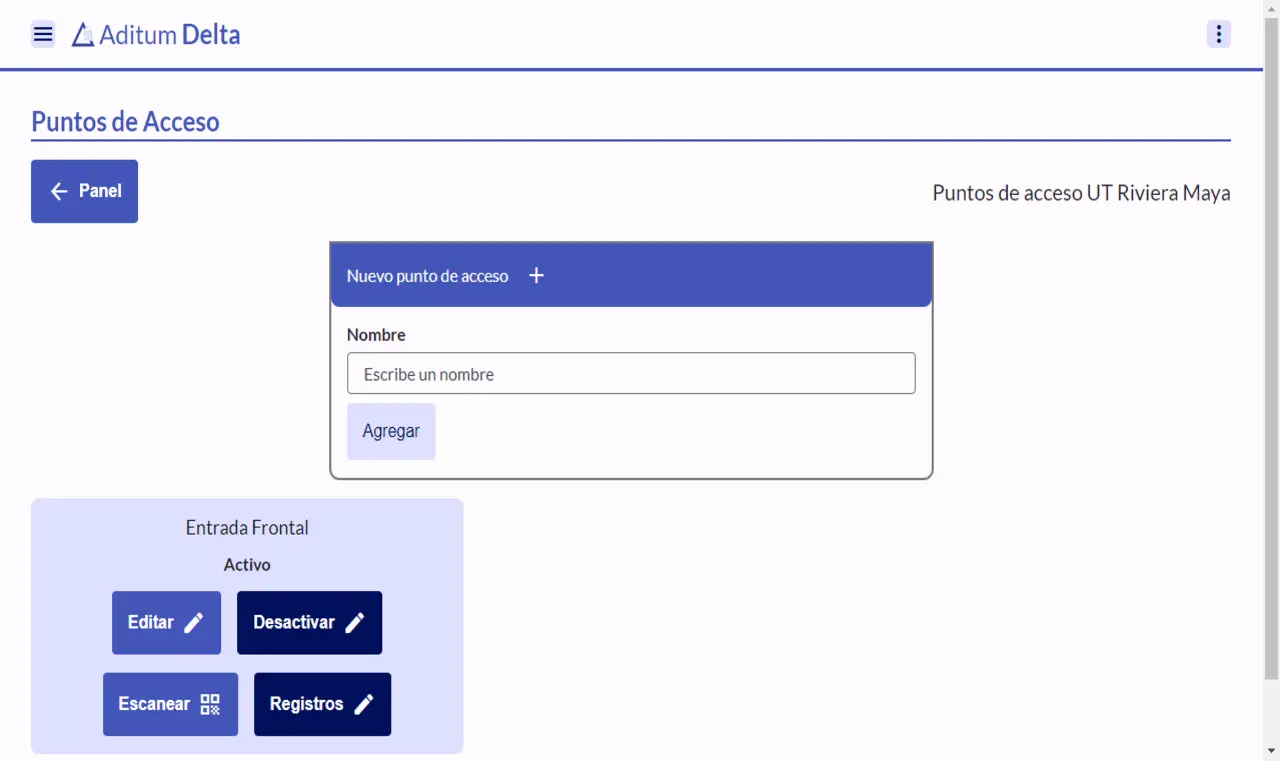 Aditum Delta
Puntos de Acceso
Panel
Puntos de acceso UT Riviera Maya
Nuevo punto de acceso +
Nombre
Escribe un nombre
Agregar
Entrada Frontal
Activo
Editar Desactivar
Escanear Registros